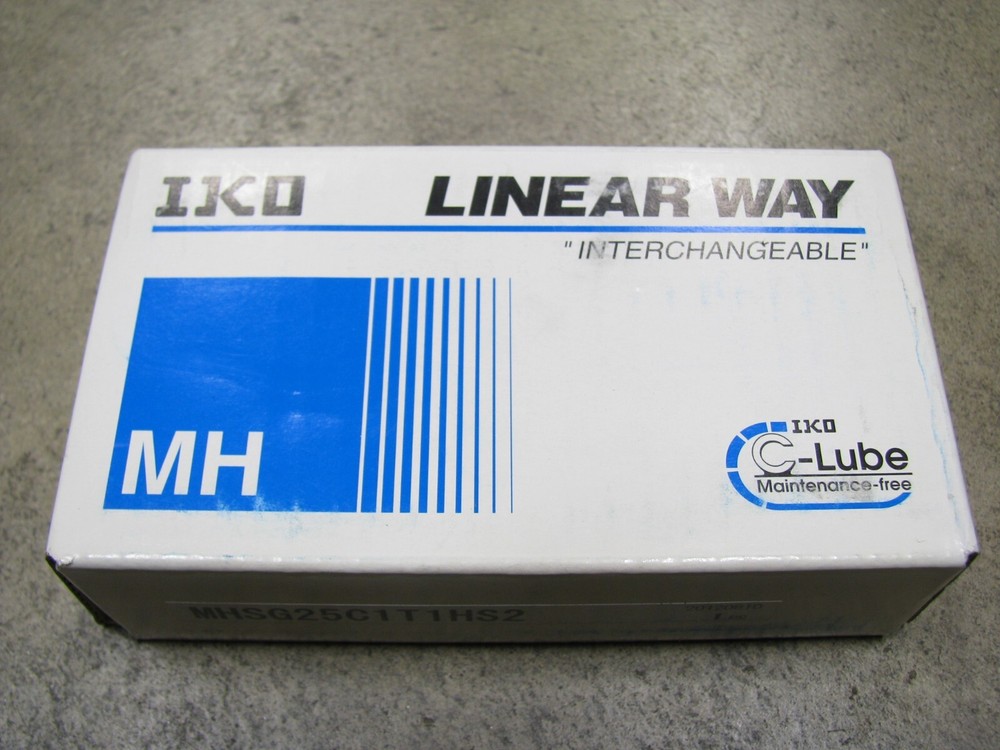 IKO LINEAR WAY
"INTERCHANGEABLE"
MH
IKO
C-Lube
Maintenance-free
MHSG25C1T1HS2